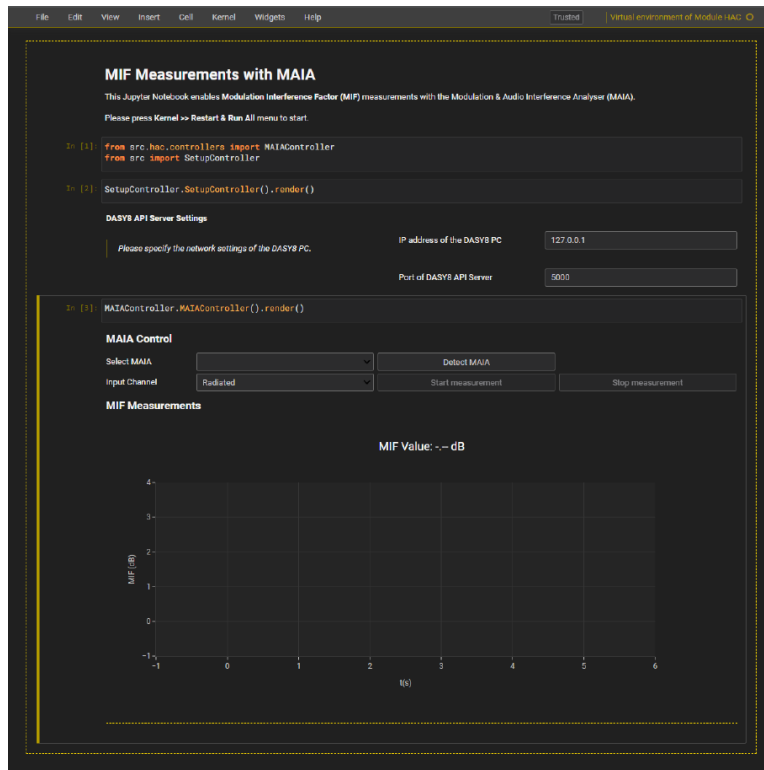 File Edit View Insert Cell Kernel Widgets Help Trusted Virtual environment of Module HAC
MIF Measurements with MAIA
This Jupyter Notebook enables Modulation Interference Factor (MIF) measurements with the Modulation & Audio Interference Analyser (MAIA).
Please press Kernel >> Restart & Run All menu to start.
In [1]: from src.hac.controllers import MAIAController
from src import SetupController
In [2]: SetupController.SetupController().render()
DASY8 API Server Settings
Please specify the network settings of the DASY8 PC.
IP address of the DASY8 PC 127.0.0.1
Port of DASY8 API Server 5000
In [3]: MAIAController.MAIAController().render()
MAIA Control
Select MAIA Detect MAIA
Input Channel Radiated Start measurement Stop measurement
MIF Measurements
MIF Value: -.-- dB
4
3
2
1
0
-1
MIF (dB)
-1 0 1 2 3 4 5 6
t(s)